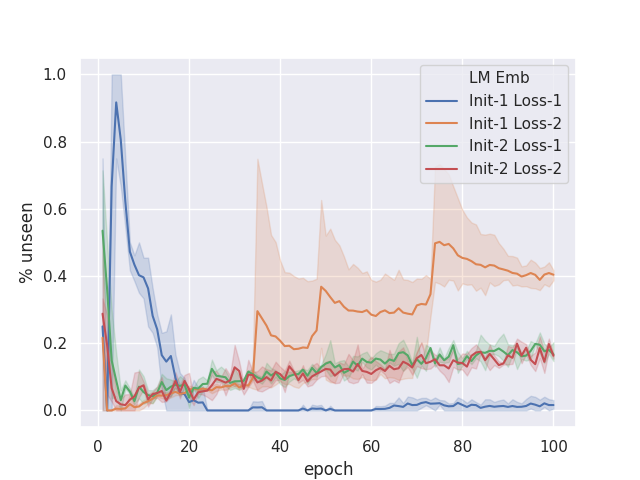 LM Emb
Init-1 Loss-1
Init-1 Loss-2
Init-2 Loss-1
Init-2 Loss-2
% unseen
1.0
0.8
0.6
0.4
0.2
0.0
0 20 40 60 80 100
epoch